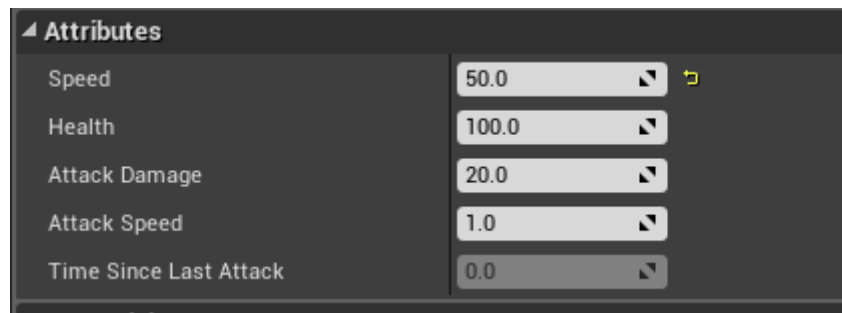 Attributes
Speed 50.0
Health 100.0
Attack Damage 20.0
Attack Speed 1.0
Time Since Last Attack 0.0